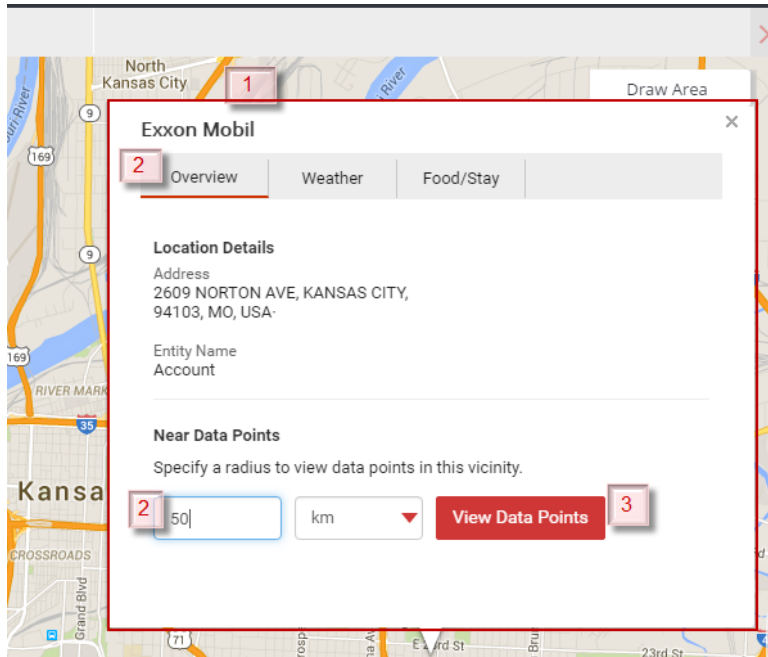 North
Kansas City
1
River
Draw Area
9
Exxon Mobil
169
2
Overview
Weather
Food/Stay
9
Location Details
Address
2609 NORTON AVE, KANSAS CITY,
94103, MO, USA·
Entity Name
Account
169
RIVER MARK
35
Near Data Points
Specify a radius to view data points in this vicinity.
Kansa
2
50
km
View Data Points
3
CROSSROADS
Grand Blvd
71
23rd St